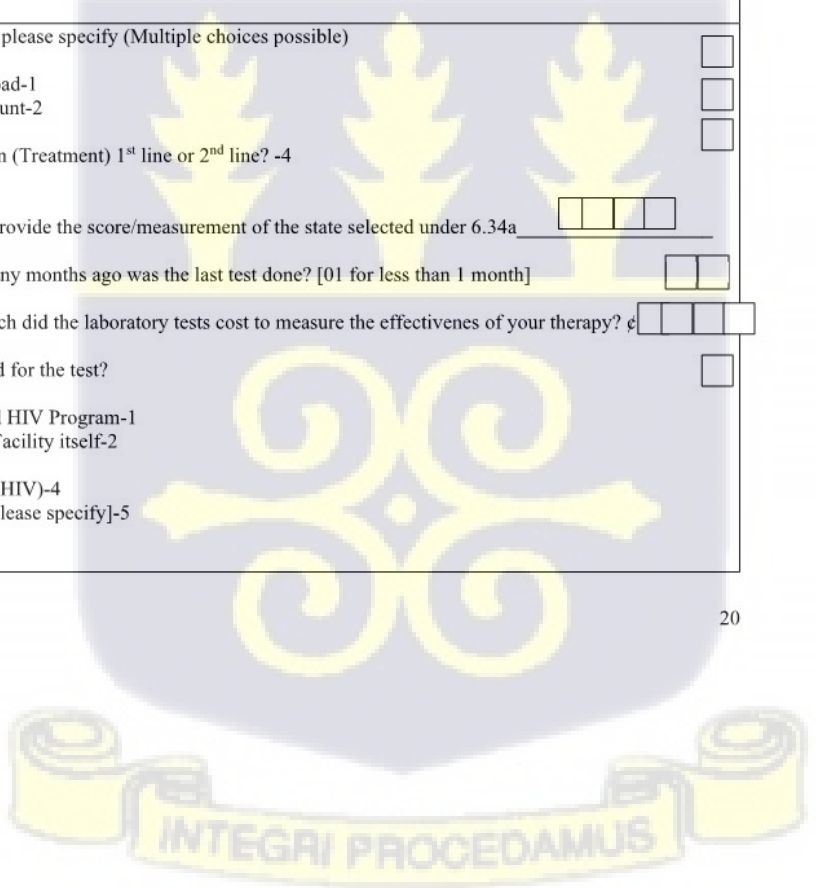 please specify (Multiple choices possible)
ad-1
unt-2
n (Treatment) 1st line or 2nd line? -4
rovide the score/measurement of the state selected under 6.34a
ny months ago was the last test done? [01 for less than 1 month]
ch did the laboratory tests cost to measure the effectivenes of your therapy? ¢
d for the test?
HIV Program-1
acility itself-2
HIV)-4
lease specify]-5
20
INTEGRI PROCEDAMUS